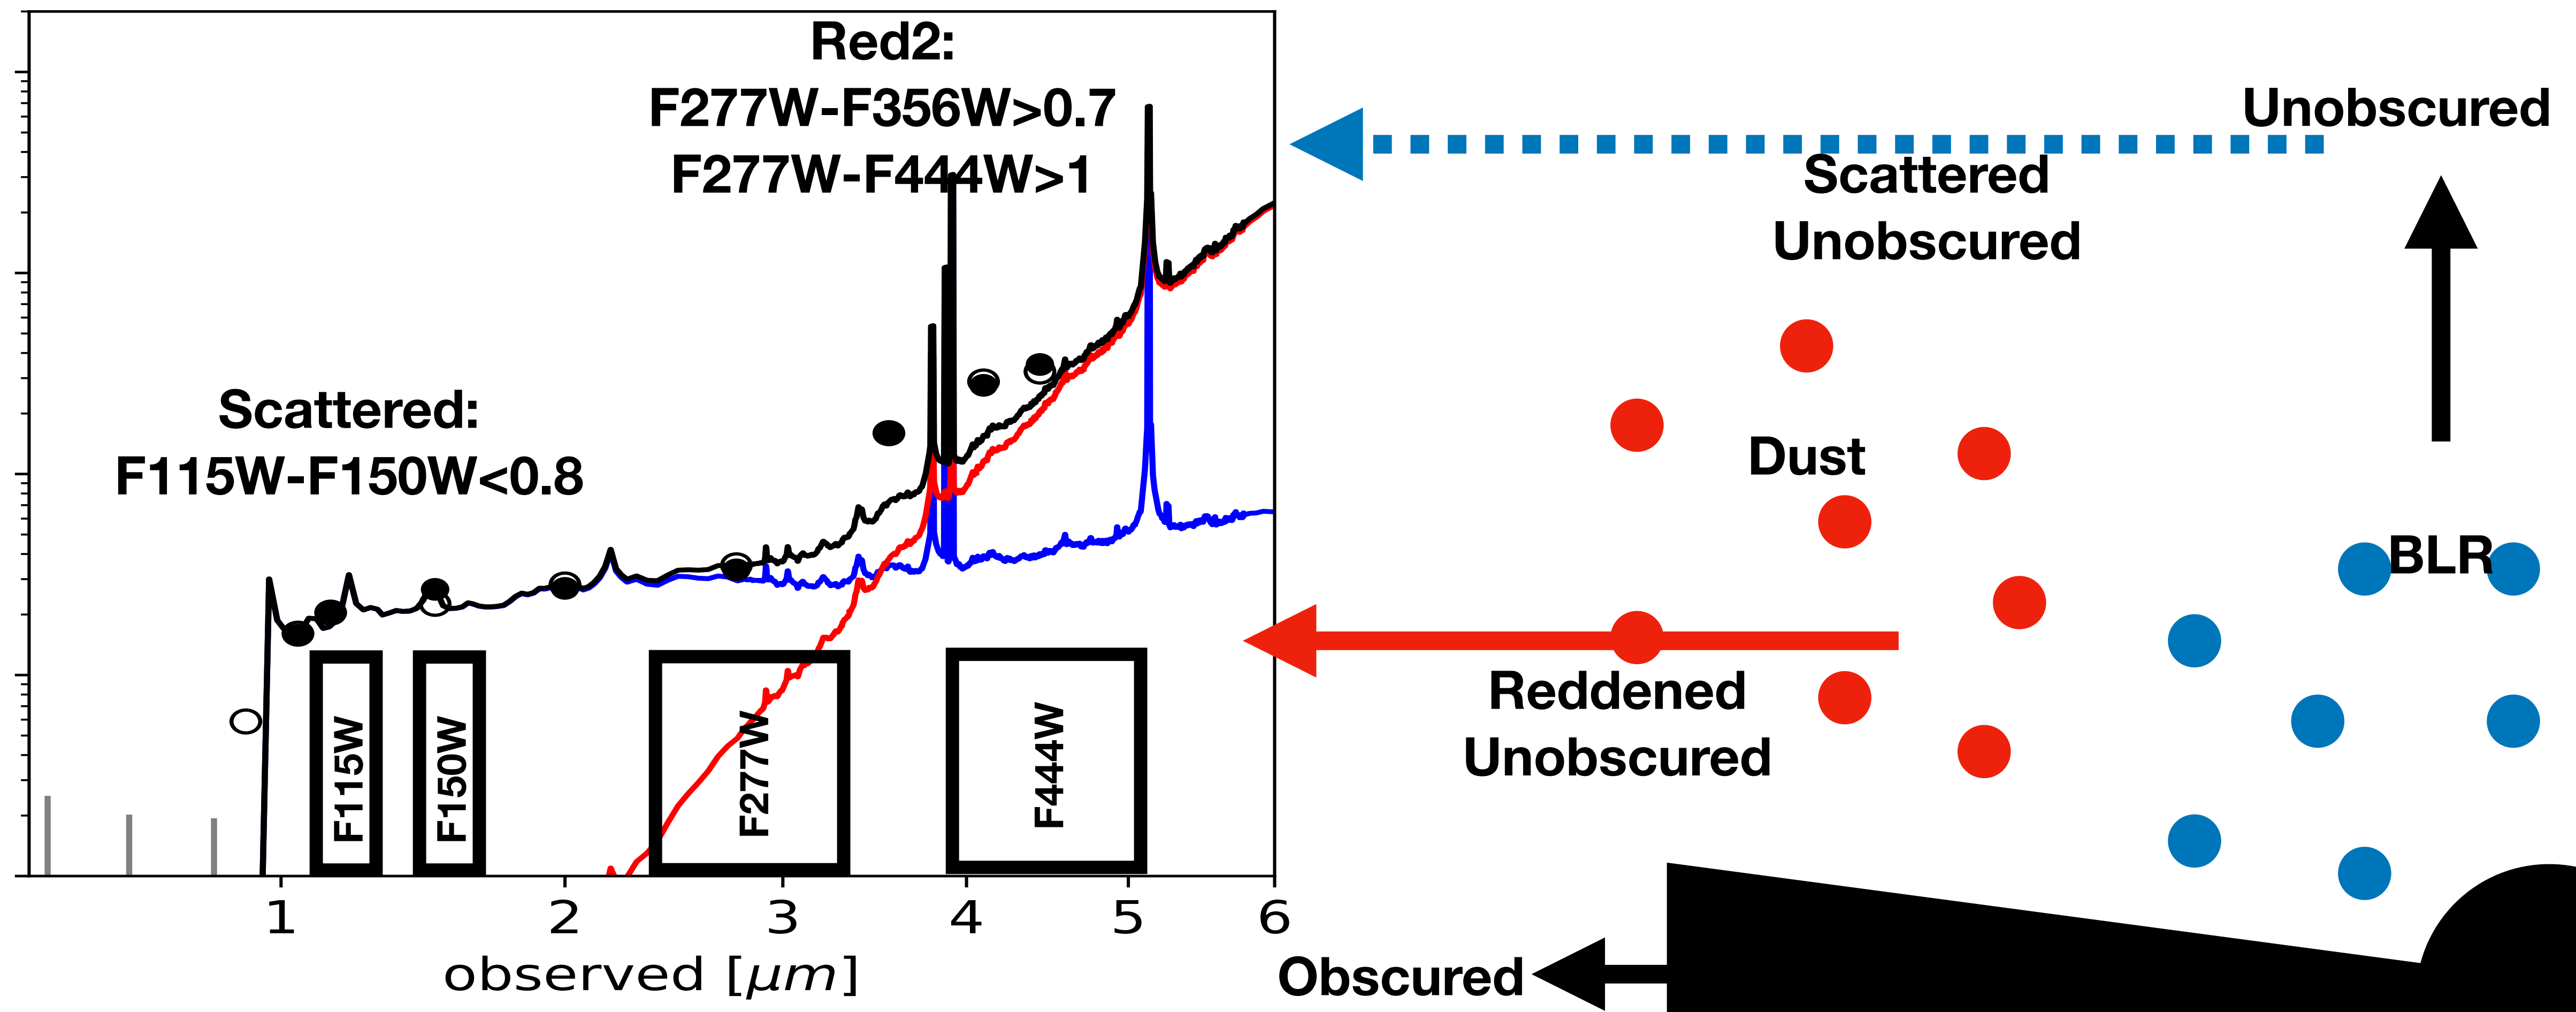 Red2:
F277W-F356W>0.7
F277W-F444W>1
Scattered:
F115W-F150W<0.8
F115W
F150W
F277W
F444W
1
2
3
4
5
6
observed [μm]
Unobscured
Scattered
Unobscured
Dust
BLR
Reddened
Unobscured
Obscured